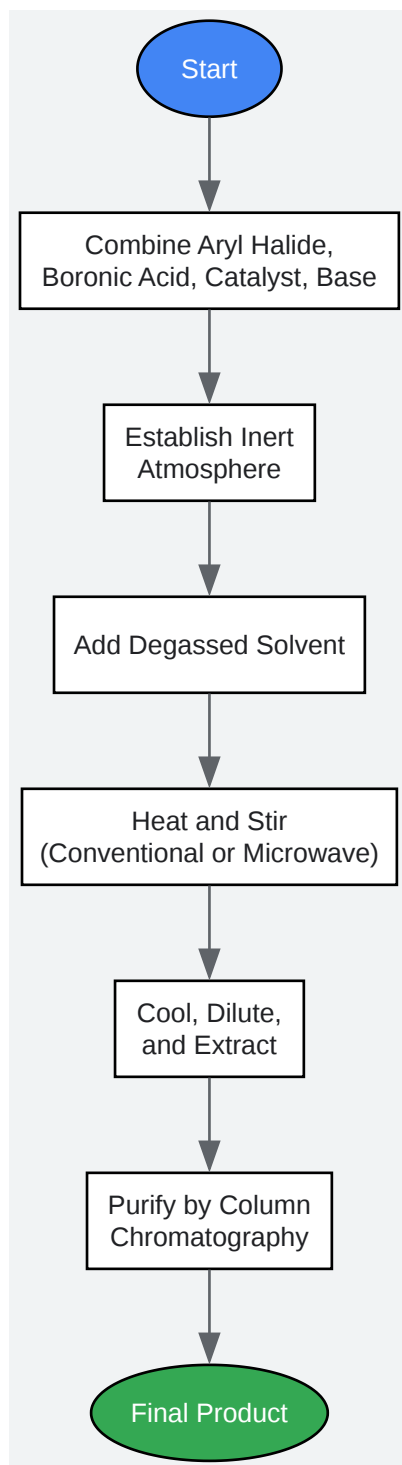 Start
Combine Aryl Halide,
Boronic Acid, Catalyst, Base
Establish Inert
Atmosphere
Add Degassed Solvent
Heat and Stir
(Conventional or Microwave)
Cool, Dilute,
and Extract
Purify by Column
Chromatography
Final Product